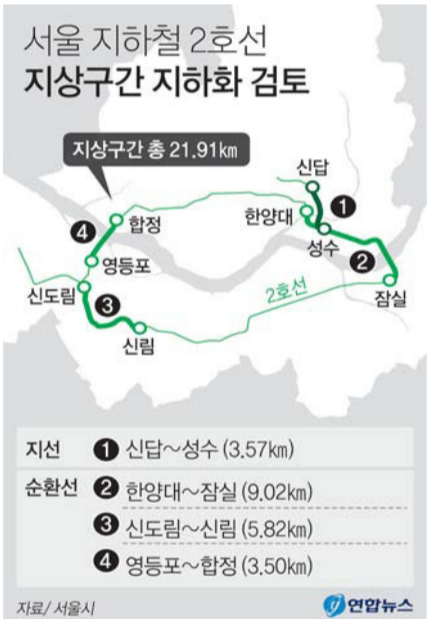 서울 지하철 2호선
지상구간 지하화 검토
지상구간 총 21.91km
신답
한양대
1
합정
4
성수
영등포
2
신도림
2호선
잠실
3
신림
지선 1 신답~성수 (3.57km)
순환선 2 한양대~잠실 (9.02km)
3 신도림~신림 (5.82km)
4 영등포~합정 (3.50km)
자료/ 서울시
연합뉴스